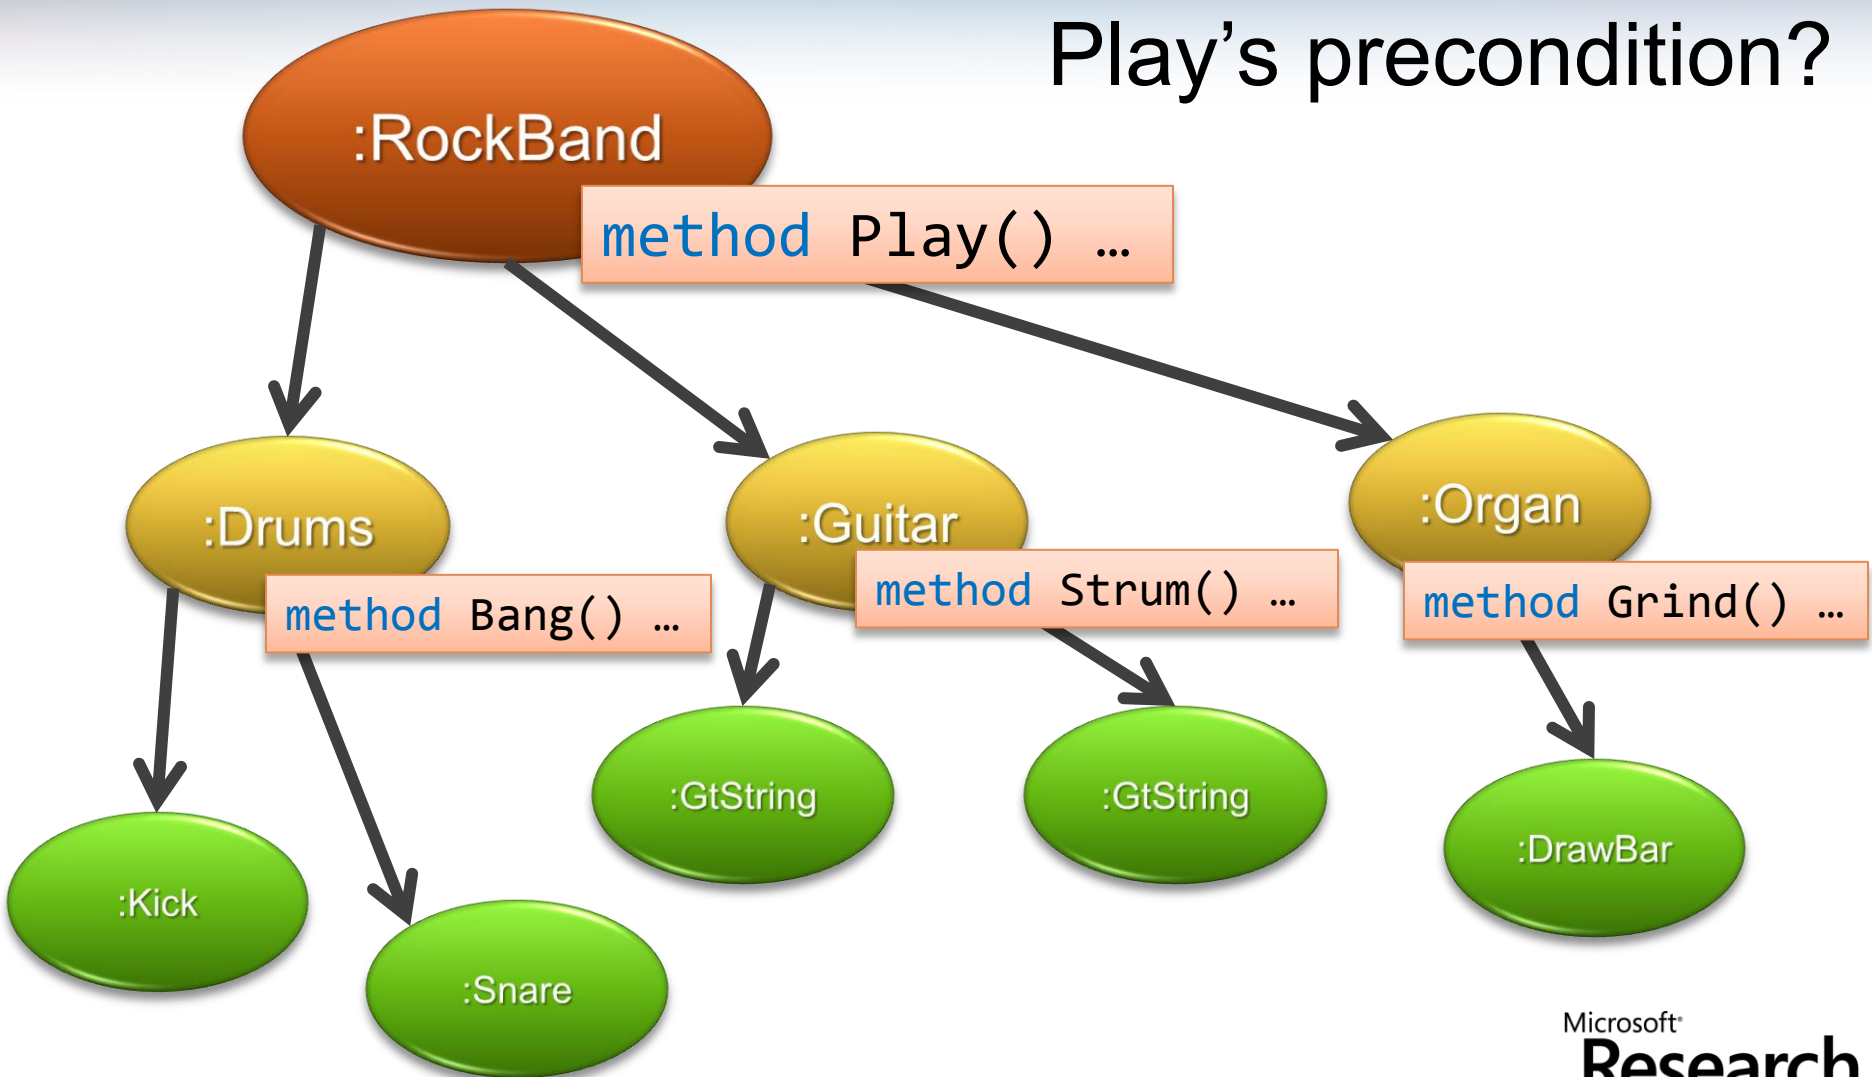 Play’s precondition?
:RockBand
method Play() …
:Drums
:Guitar
:Organ
method Bang() …
method Strum() …
method Grind() …
:GtString
:GtString
:DrawBar
:Kick
:Snare
Microsoft®
Research